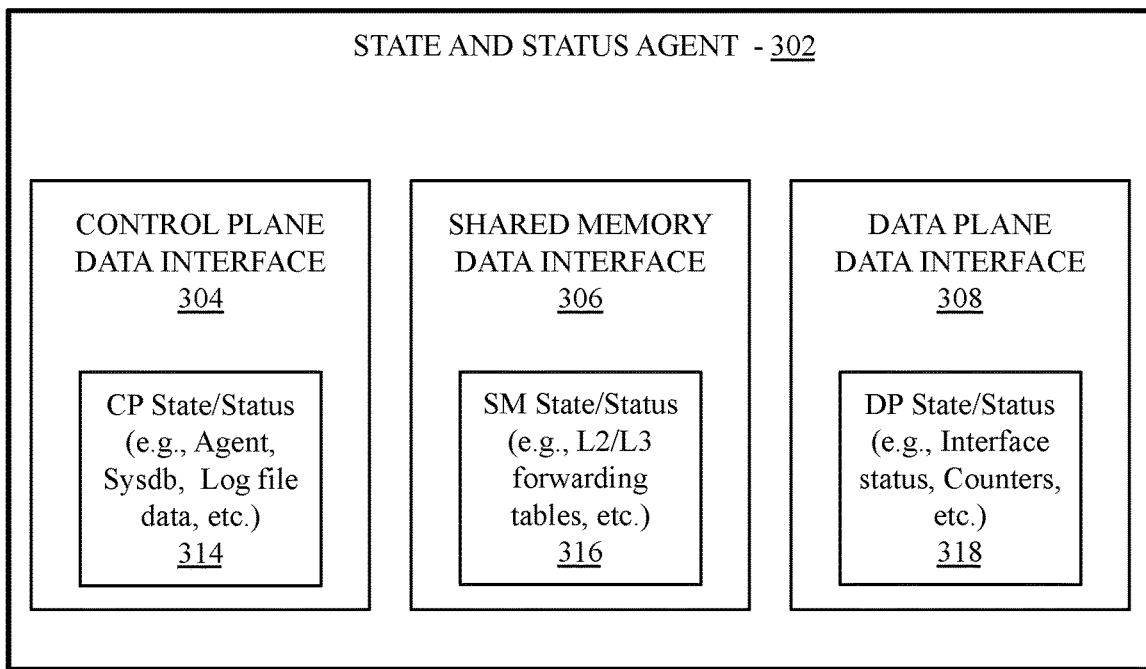 STATE AND STATUS AGENT - 302
CONTROL PLANE
DATA INTERFACE
304
CP State/Status
(e.g., Agent,
Sysdb, Log file
data, etc.)
314
SHARED MEMORY
DATA INTERFACE
306
SM State/Status
(e.g., L2/L3
forwarding
tables, etc.)
316
DATA PLANE
DATA INTERFACE
308
DP State/Status
(e.g., Interface
status, Counters,
etc.)
318